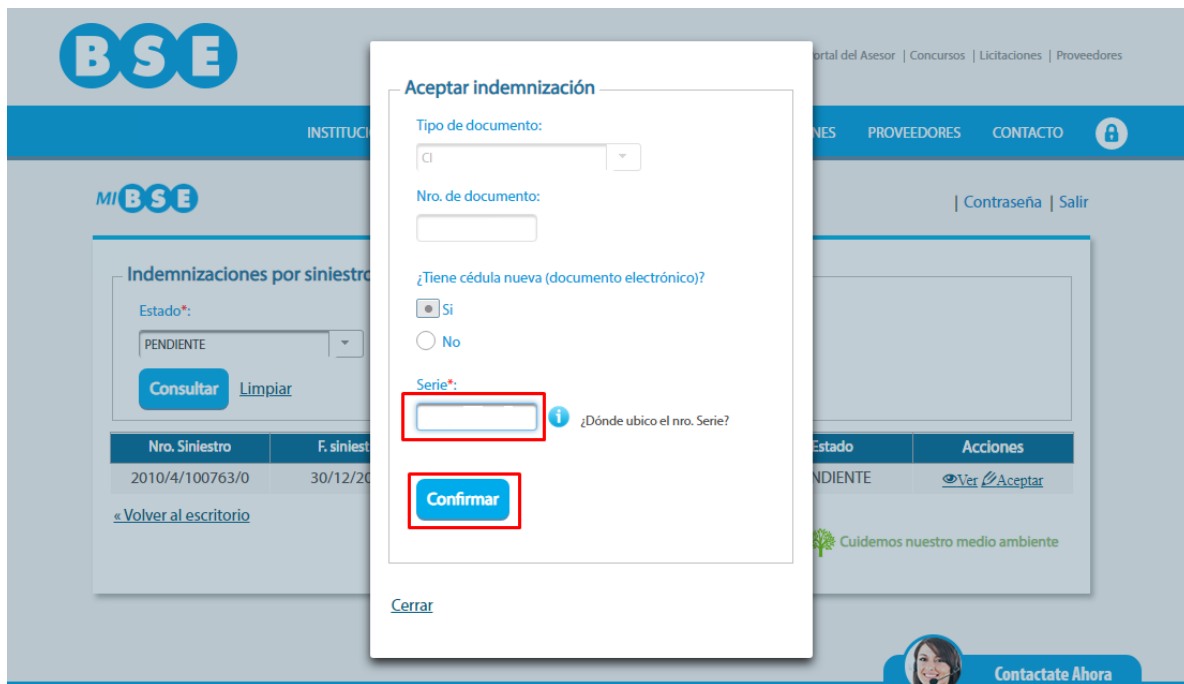 BSE
ortal del Asesor | Concursos | Licitaciones | Proveedores
INSTITUCI
NES PROVEEDORES CONTACTO
MI BSE
| Contraseña | Salir
Indemnizaciones por siniestro
Estado*:
PENDIENTE
Consultar Limpiar
Nro. Siniestro F. siniest Estado Acciones
2010/4/100763/0 30/12/20 NDIENTE Ver Aceptar
« Volver al escritorio
Cuidemos nuestro medio ambiente
Aceptar indemnización
Tipo de documento:
CI
Nro. de documento:
¿Tiene cédula nueva (documento electrónico)?
Si
No
Serie*:
i ¿Dónde ubico el nro. Serie?
Confirmar
Cerrar
Contactate Ahora